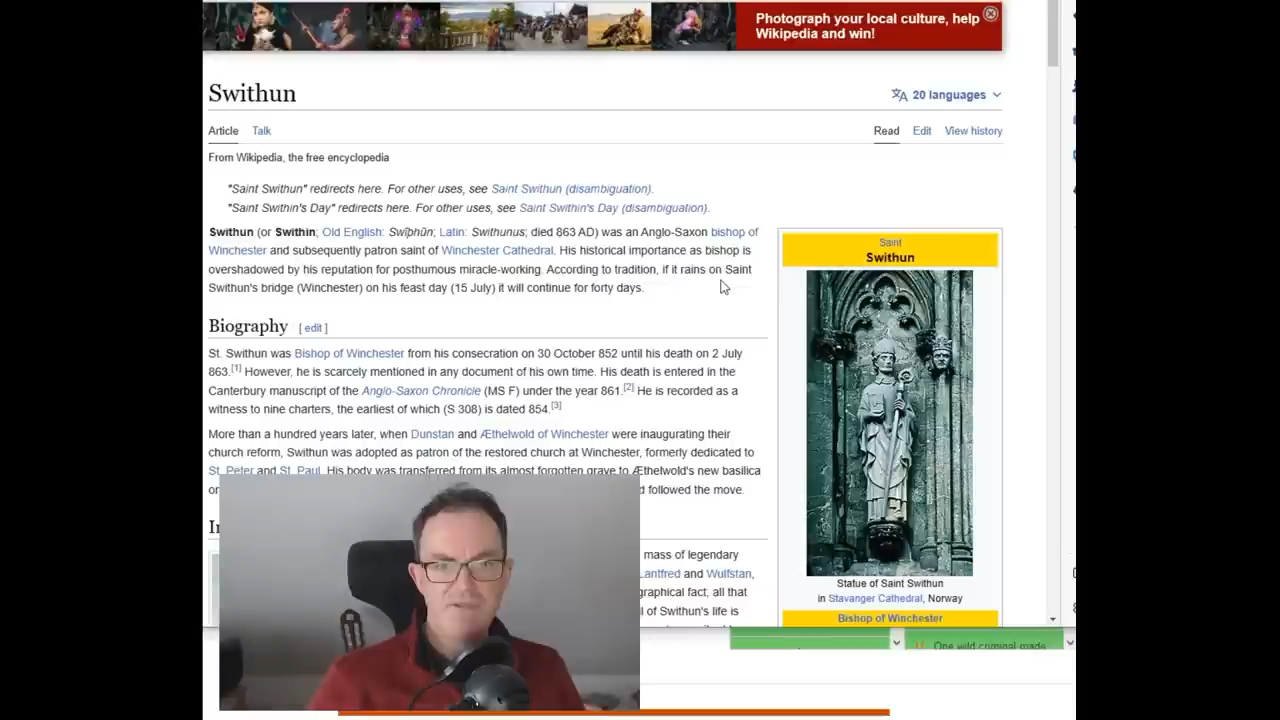 Photograph your local culture, help
Wikipedia and win!
Swithun
20 languages
Article Talk
Read Edit View history
From Wikipedia, the free encyclopedia
"Saint Swithun" redirects here. For other uses, see Saint Swithun (disambiguation).
"Saint Swithin's Day" redirects here. For other uses, see Saint Swithin's Day (disambiguation).
Swithun (or Swithin; Old English: Swīþhūn; Latin: Swithunus; died 863 AD) was an Anglo-Saxon bishop of
Winchester and subsequently patron saint of Winchester Cathedral. His historical importance as bishop is
overshadowed by his reputation for posthumous miracle-working. According to tradition, if it rains on Saint
Swithun's bridge (Winchester) on his feast day (15 July) it will continue for forty days.
Saint
Swithun
Biography [ edit ]
St. Swithun was Bishop of Winchester from his consecration on 30 October 852 until his death on 2 July
863.[1] However, he is scarcely mentioned in any document of his own time. His death is entered in the
Canterbury manuscript of the Anglo-Saxon Chronicle (MS F) under the year 861.[2] He is recorded as a
witness to nine charters, the earliest of which (S 308) is dated 854.[3]
More than a hundred years later, when Dunstan and Æthelwold of Winchester were inaugurating their
church reform, Swithun was adopted as patron of the restored church at Winchester, formerly dedicated to
St. Peter and St. Paul. His body was transferred from its almost forgotten grave to Æthelwold's new basilica
followed the move.
mass of legendary
Lantfred and Wulfstan,
graphical fact; all that
of Swithun's life is
Statue of Saint Swithun
in Stavanger Cathedral, Norway
Bishop of Winchester
One wild criminal made